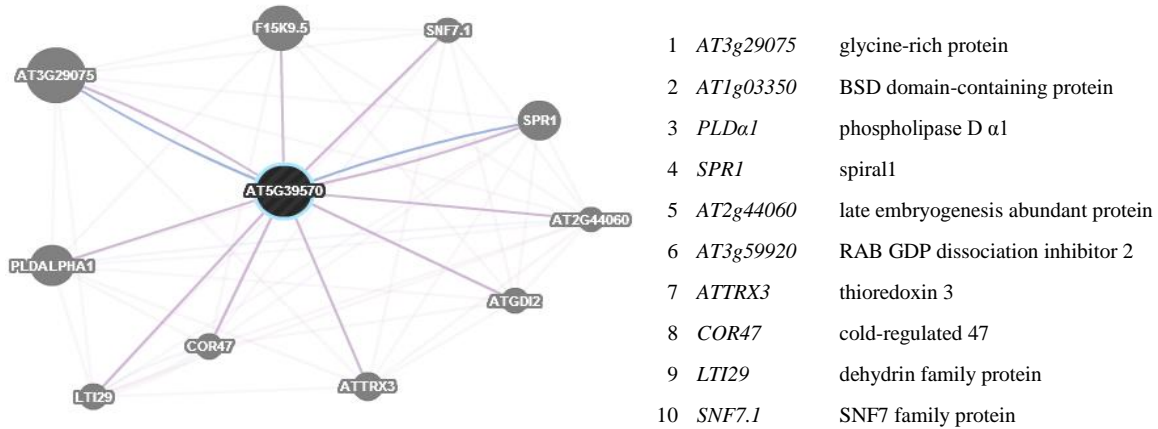 F15K9.5
SNF7.1
AT3G29075
SPR1
AT5G39570
AT2G44060
PLDALPHA1
ATGDI2
COR47
ATTRX3
LTI29
1 AT3g29075 glycine-rich protein
2 AT1g03350 BSD domain-containing protein
3 PLDα1 phospholipase D α1
4 SPR1 spiral1
5 AT2g44060 late embryogenesis abundant protein
6 AT3g59920 RAB GDP dissociation inhibitor 2
7 ATTRX3 thioredoxin 3
8 COR47 cold-regulated 47
9 LTI29 dehydrin family protein
10 SNF7.1 SNF7 family protein